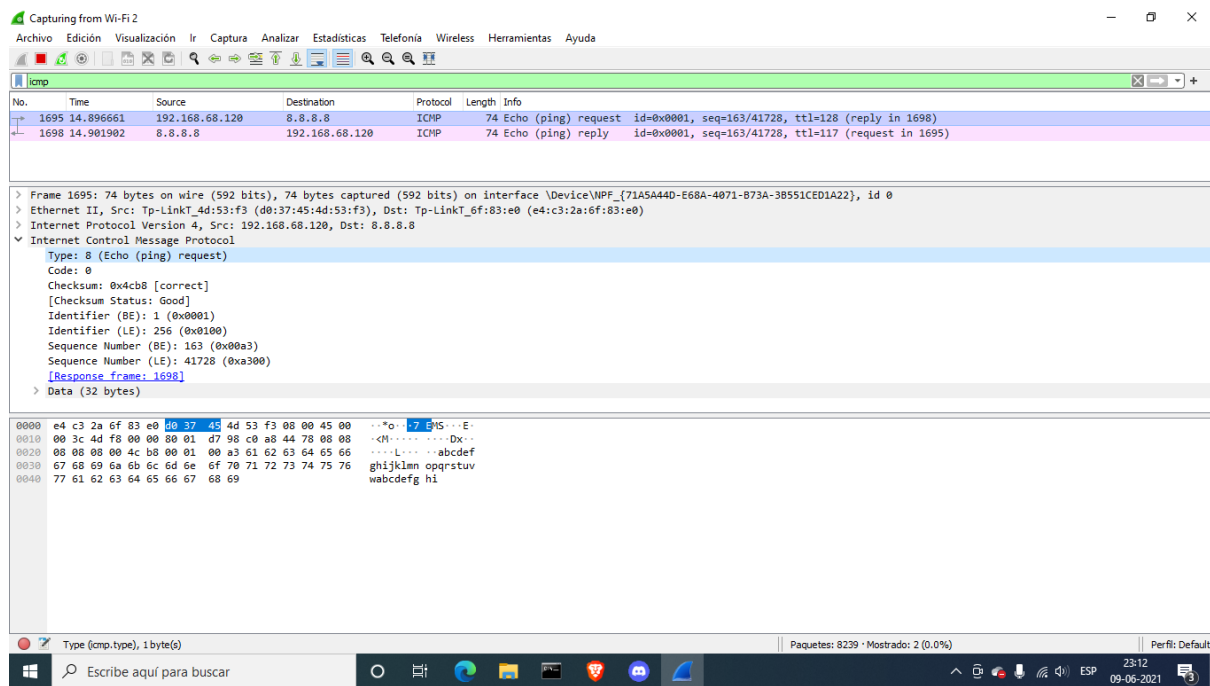 Capturing from Wi-Fi 2
Archivo Edición Visualización Ir Captura Analizar Estadísticas Telefonía Wireless Herramientas Ayuda
icmp
No. Time Source Destination Protocol Length Info
1695 14.896661 192.168.68.120 8.8.8.8 ICMP 74 Echo (ping) request id=0x0001, seq=163/41728, ttl=128 (reply in 1698)
1698 14.901902 8.8.8.8 192.168.68.120 ICMP 74 Echo (ping) reply id=0x0001, seq=163/41728, ttl=117 (request in 1695)
> Frame 1695: 74 bytes on wire (592 bits), 74 bytes captured (592 bits) on interface \Device\NPF_{71A5A44D-E68A-4071-B73A-3B551CED1A22}, id 0
> Ethernet II, Src: Tp-LinkT_4d:53:f3 (d0:37:45:4d:53:f3), Dst: Tp-LinkT_6f:83:e0 (e4:c3:2a:6f:83:e0)
> Internet Protocol Version 4, Src: 192.168.68.120, Dst: 8.8.8.8
Internet Control Message Protocol
Type: 8 (Echo (ping) request)
Code: 0
Checksum: 0x4cb8 [correct]
[Checksum Status: Good]
Identifier (BE): 1 (0x0001)
Identifier (LE): 256 (0x0100)
Sequence Number (BE): 163 (0x00a3)
Sequence Number (LE): 41728 (0xa300)
[Response frame: 1698]
> Data (32 bytes)
0000 e4 c3 2a 6f 83 e0 d0 37 45 4d 53 f3 08 00 45 00 ··*o···7 EMS···E·
0010 00 3c 4d f8 00 00 80 01 d7 98 c0 a8 44 78 08 08 ·<M····· ····Dx··
0020 08 08 08 00 4c b8 00 01 00 a3 61 62 63 64 65 66 ····L··· ··abcdef
0030 67 68 69 6a 6b 6c 6d 6e 6f 70 71 72 73 74 75 76 ghijklmn opqrstuv
0040 77 61 62 63 64 65 66 67 68 69 wabcdefg hi
Type (icmp.type), 1 byte(s) Paquetes: 8239 · Mostrado: 2 (0.0%) Perfil: Default
Escribe aquí para buscar ESP 23:12
09-06-2021
3